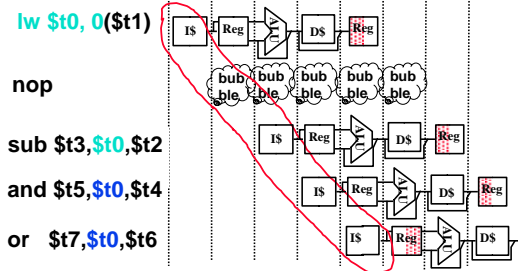 lw $t0, 0($t1)
I$ Reg ALU D$ Reg
nop
bub ble bub ble bub ble bub ble bub ble
sub $t3,$t0,$t2
I$ Reg ALU D$ Reg
and $t5,$t0,$t4
I$ Reg ALU D$ Reg
or $t7,$t0,$t6
I$ Reg ALU D$